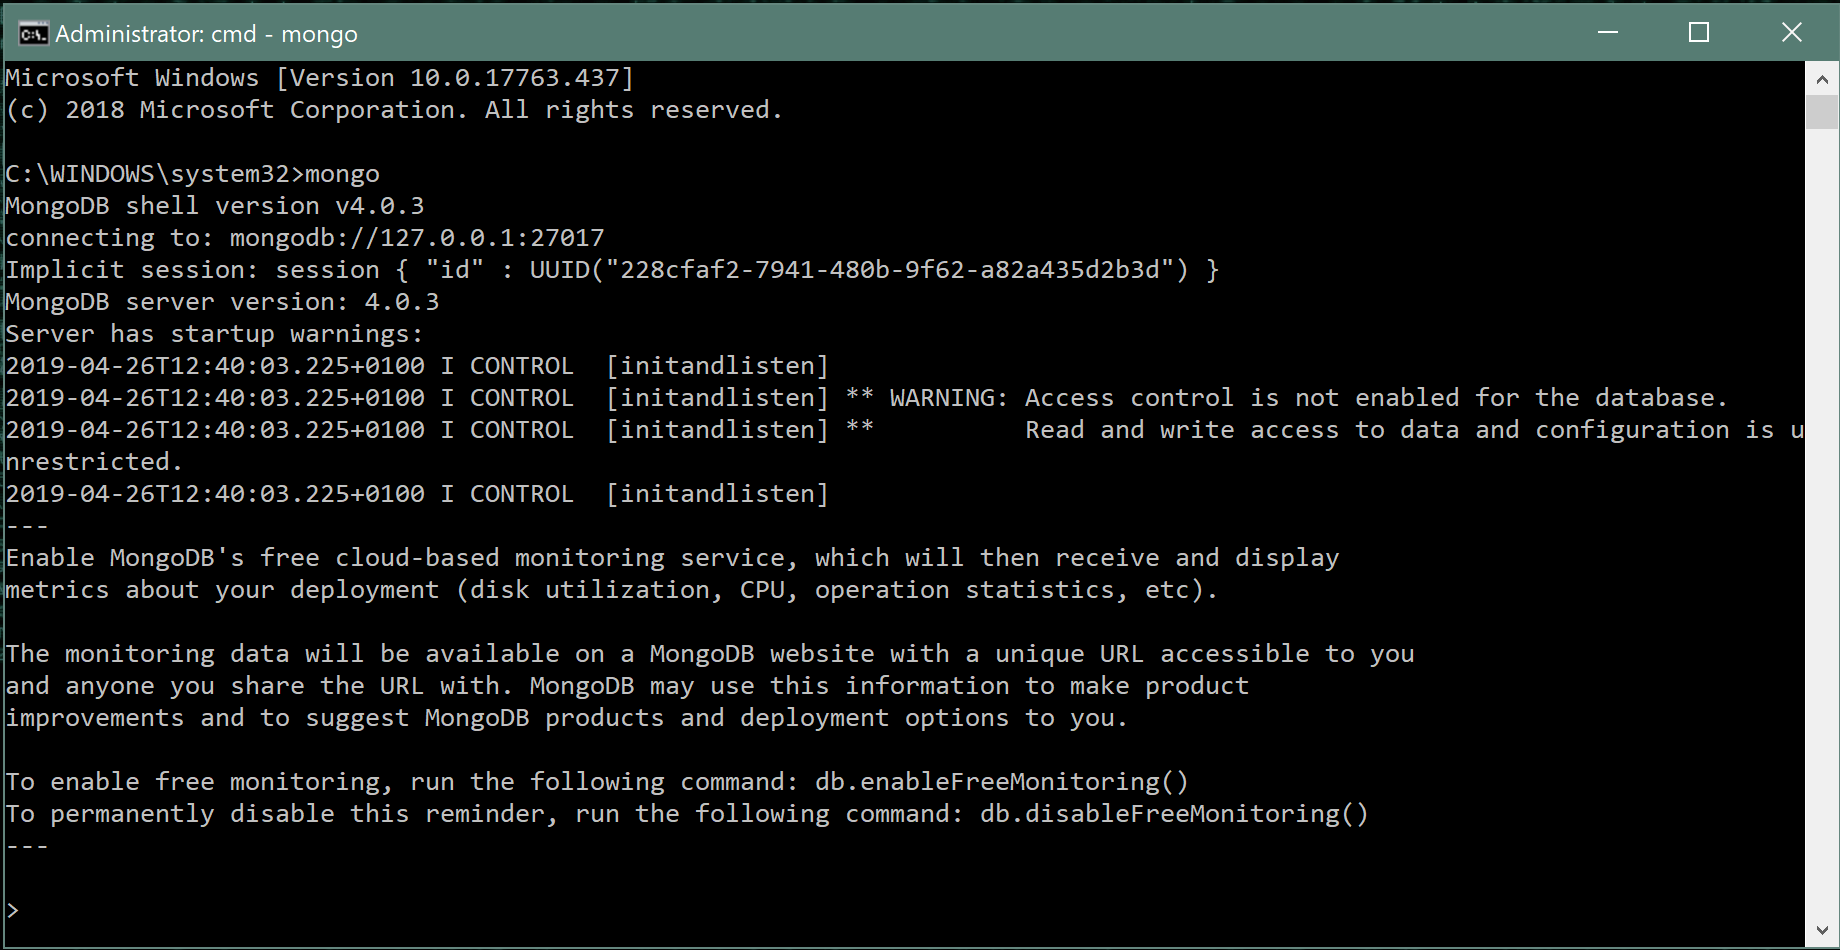 Administrator: cmd - mongo
Microsoft Windows [Version 10.0.17763.437]
(c) 2018 Microsoft Corporation. All rights reserved.
C:\WINDOWS\system32>mongo
MongoDB shell version v4.0.3
connecting to: mongodb://127.0.0.1:27017
Implicit session: session { "id" : UUID("228cfaf2-7941-480b-9f62-a82a435d2b3d") }
MongoDB server version: 4.0.3
Server has startup warnings:
2019-04-26T12:40:03.225+0100 I CONTROL  [initandlisten]
2019-04-26T12:40:03.225+0100 I CONTROL  [initandlisten] ** WARNING: Access control is not enabled for the database.
2019-04-26T12:40:03.225+0100 I CONTROL  [initandlisten] **          Read and write access to data and configuration is u
nrestricted.
2019-04-26T12:40:03.225+0100 I CONTROL  [initandlisten]
---
Enable MongoDB's free cloud-based monitoring service, which will then receive and display
metrics about your deployment (disk utilization, CPU, operation statistics, etc).
The monitoring data will be available on a MongoDB website with a unique URL accessible to you
and anyone you share the URL with. MongoDB may use this information to make product
improvements and to suggest MongoDB products and deployment options to you.
To enable free monitoring, run the following command: db.enableFreeMonitoring()
To permanently disable this reminder, run the following command: db.disableFreeMonitoring()
---
>